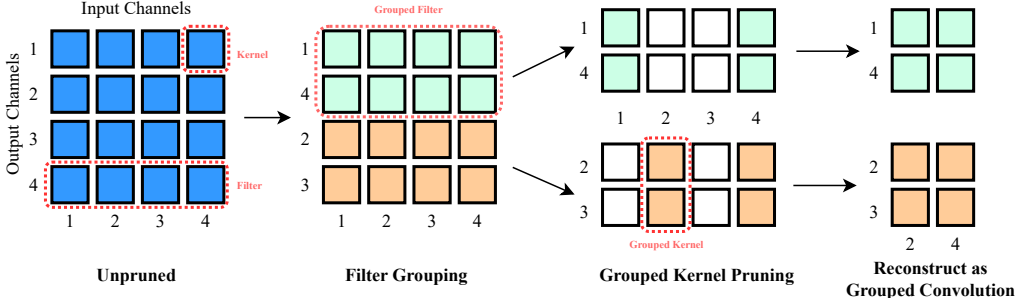 Input Channels
Output Channels
1
2
3
4
1 2 3 4
Kernel
Filter
Unpruned
Grouped Filter
1
4
2
3
1 2 3 4
Filter Grouping
1
4
1 2 3 4
2
3
Grouped Kernel
Grouped Kernel Pruning
1
4
2
3
2 4
Reconstruct as
Grouped Convolution